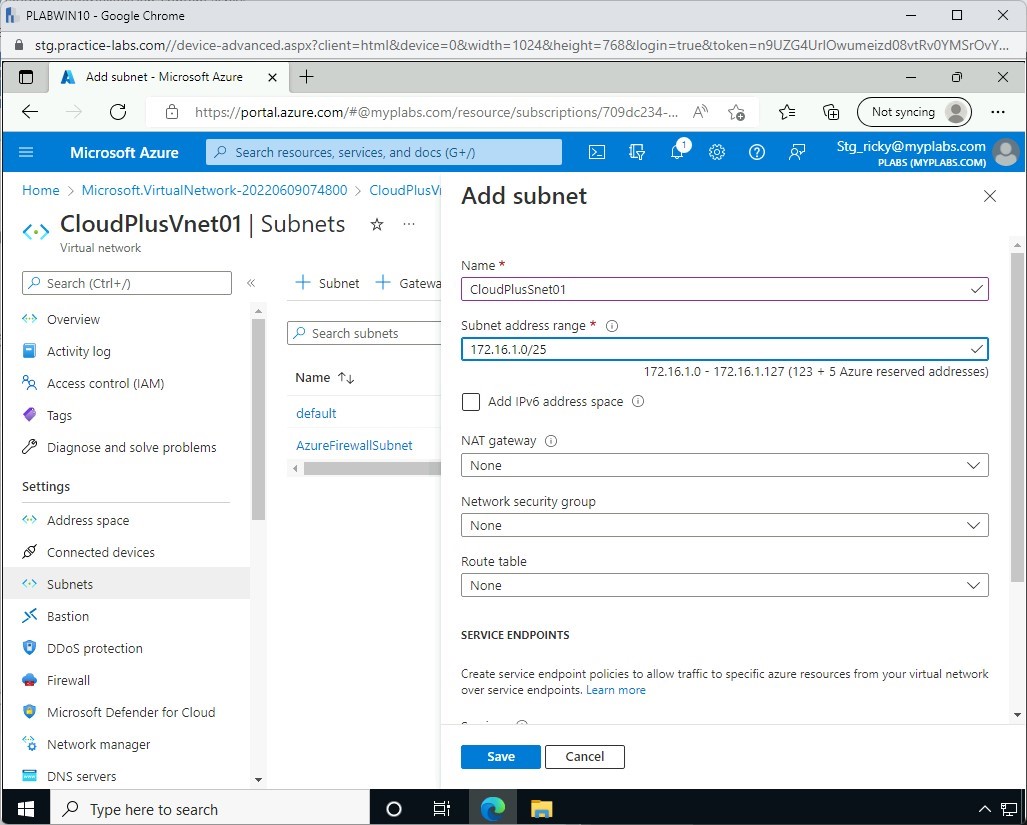 PLABWIN10 - Google Chrome
stg.practice-labs.com//device-advanced.aspx?client=html&device=0&width=1024&height=768&login=true&token=n9UZG4UrlOwumeizd08vtRv0YMSrOvY...
Add subnet - Microsoft Azure
https://portal.azure.com/#@myplabs.com/resource/subscriptions/709dc234-...
Not syncing
Microsoft Azure
Search resources, services, and docs (G+/)
1
Stg_ricky@myplabs.com
PLABS (MYPLABS.COM)
Home > Microsoft.VirtualNetwork-20220609074800 > CloudPlusV
CloudPlusVnet01 | Subnets
Virtual network
Search (Ctrl+/)
Overview
Activity log
Access control (IAM)
Tags
Diagnose and solve problems
Settings
Address space
Connected devices
Subnets
Bastion
DDoS protection
Firewall
Microsoft Defender for Cloud
Network manager
DNS servers
+ Subnet + Gatewa
Search subnets
Name
default
AzureFirewallSubnet
Add subnet
Name *
CloudPlusSnet01
Subnet address range *
172.16.1.0/25
172.16.1.0 - 172.16.1.127 (123 + 5 Azure reserved addresses)
Add IPv6 address space
NAT gateway
None
Network security group
None
Route table
None
SERVICE ENDPOINTS
Create service endpoint policies to allow traffic to specific azure resources from your virtual network
over service endpoints. Learn more
Save
Cancel
Type here to search